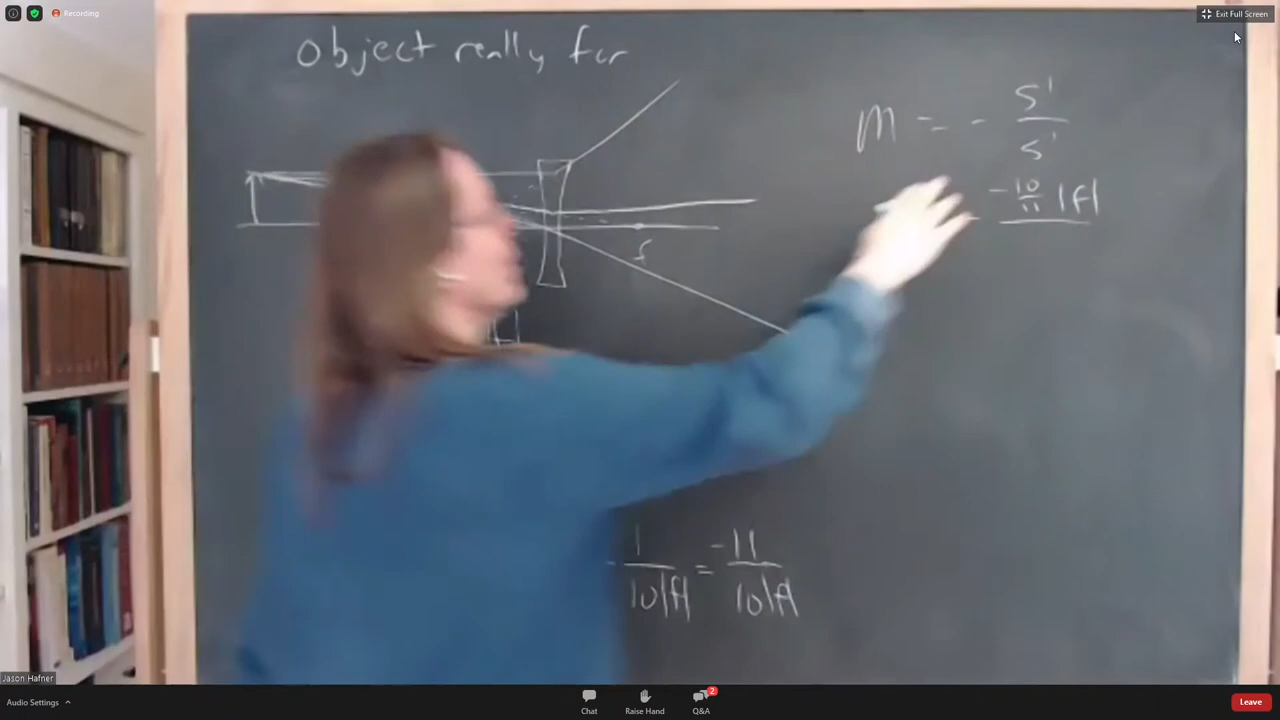 Recording
Exit Full Screen
object really far
m = - s' / s'
-10/11 |f|
f
- 1/10|f| = -11/10|f|
Jason Hafner
Audio Settings
Chat
Raise Hand
2
Q&A
Leave